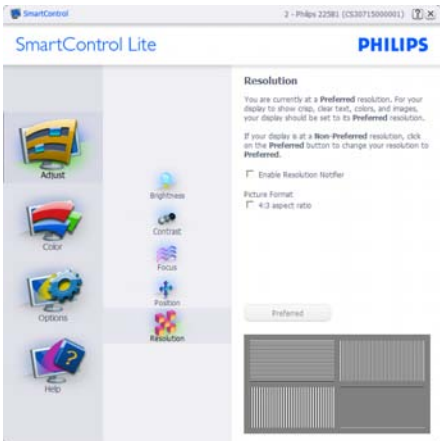 SmartControl
2 - Philips 225B1 (CS30715000001)
SmartControl Lite
PHILIPS
Adjust
Color
Options
Help
Brightness
Contrast
Focus
Position
Resolution
Resolution
You are currently at a Preferred resolution. For your
display to show crisp, clear text, colors, and images,
your display should be set to its Preferred resolution.
If your display is at a Non-Preferred resolution, click
on the Preferred button to change your resolution to
Preferred.
Enable Resolution Notifier
Picture Format
4:3 aspect ratio
Preferred